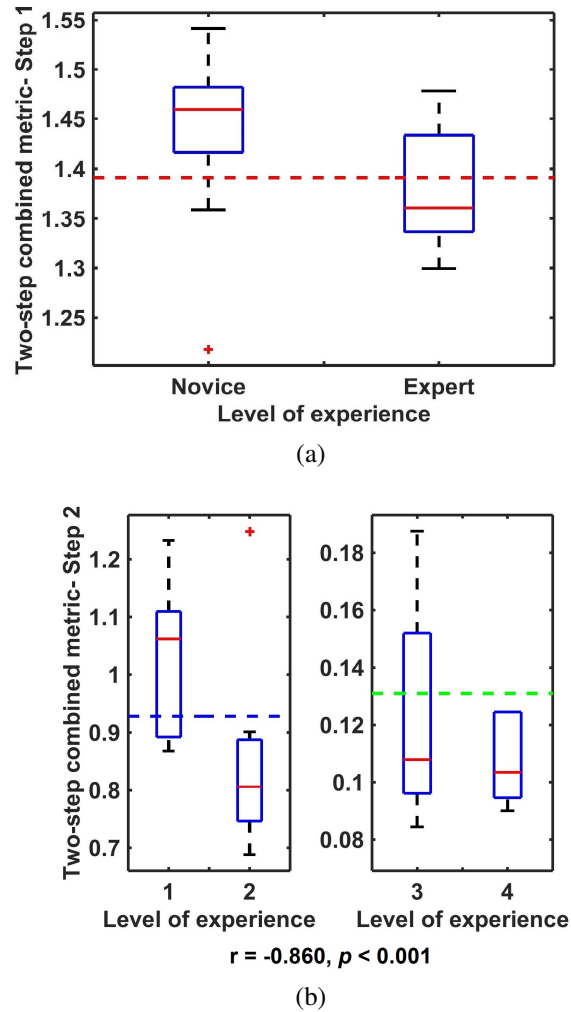 Two-step combined metric- Step 1
1.55
1.5
1.45
1.4
1.35
1.3
1.25
Novice Expert
Level of experience
(a)
Two-step combined metric- Step 2
1.2
1.1
1
0.9
0.8
0.7
1 2
Level of experience
0.18
0.16
0.14
0.12
0.1
0.08
3 4
Level of experience
r = -0.860, p < 0.001
(b)